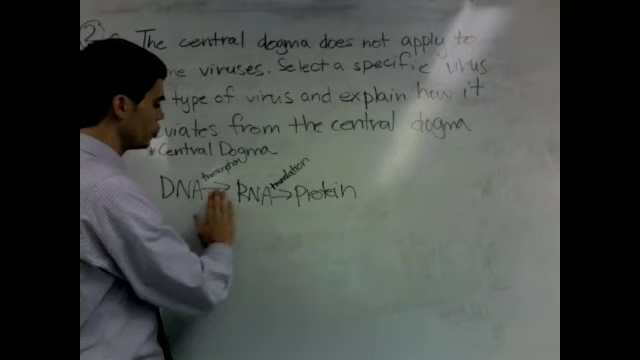 2 c. The central dogma does not apply to
me viruses. Select a specific virus
type of virus and explain how it
viates from the central dogma
*Central Dogma
transcription translation
DNA → RNA → Protein